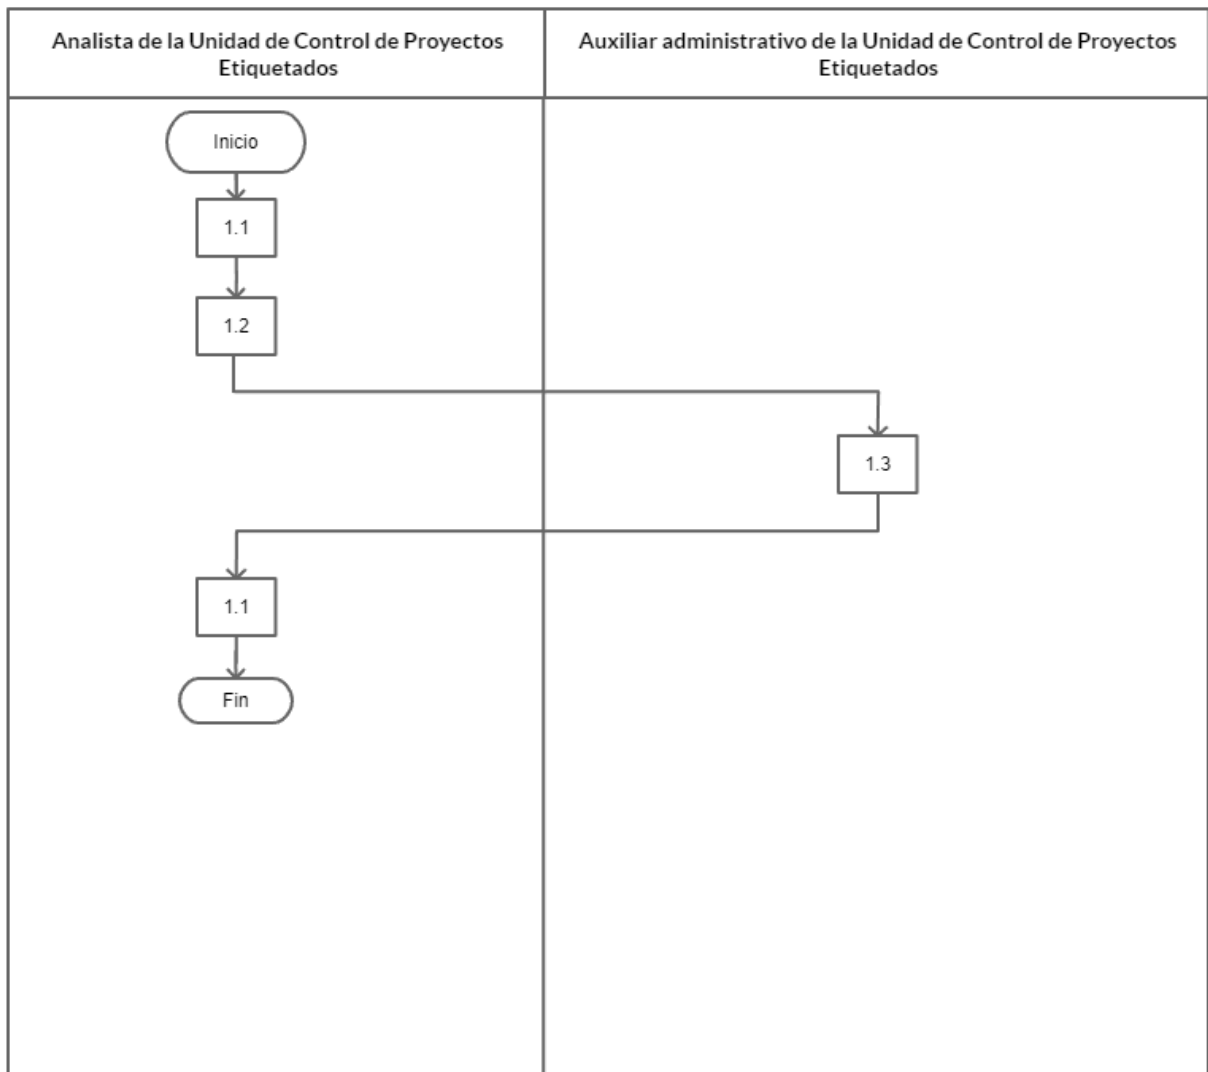 Analista de la Unidad de Control de Proyectos
Etiquetados
Auxiliar administrativo de la Unidad de Control de Proyectos
Etiquetados
Inicio
1.1
1.2
1.3
1.1
Fin